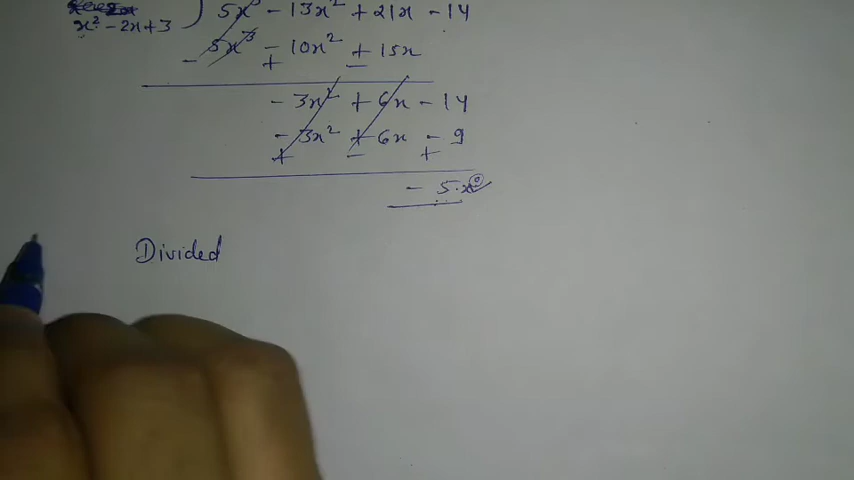 5x³ - 13x² + 21x - 14
x² - 2x + 3
5x³ - 10x² + 15x
- + -
- 3x² + 6x - 14
- 3x² + 6x - 9
+ - +
- 5·x⁰
Divided